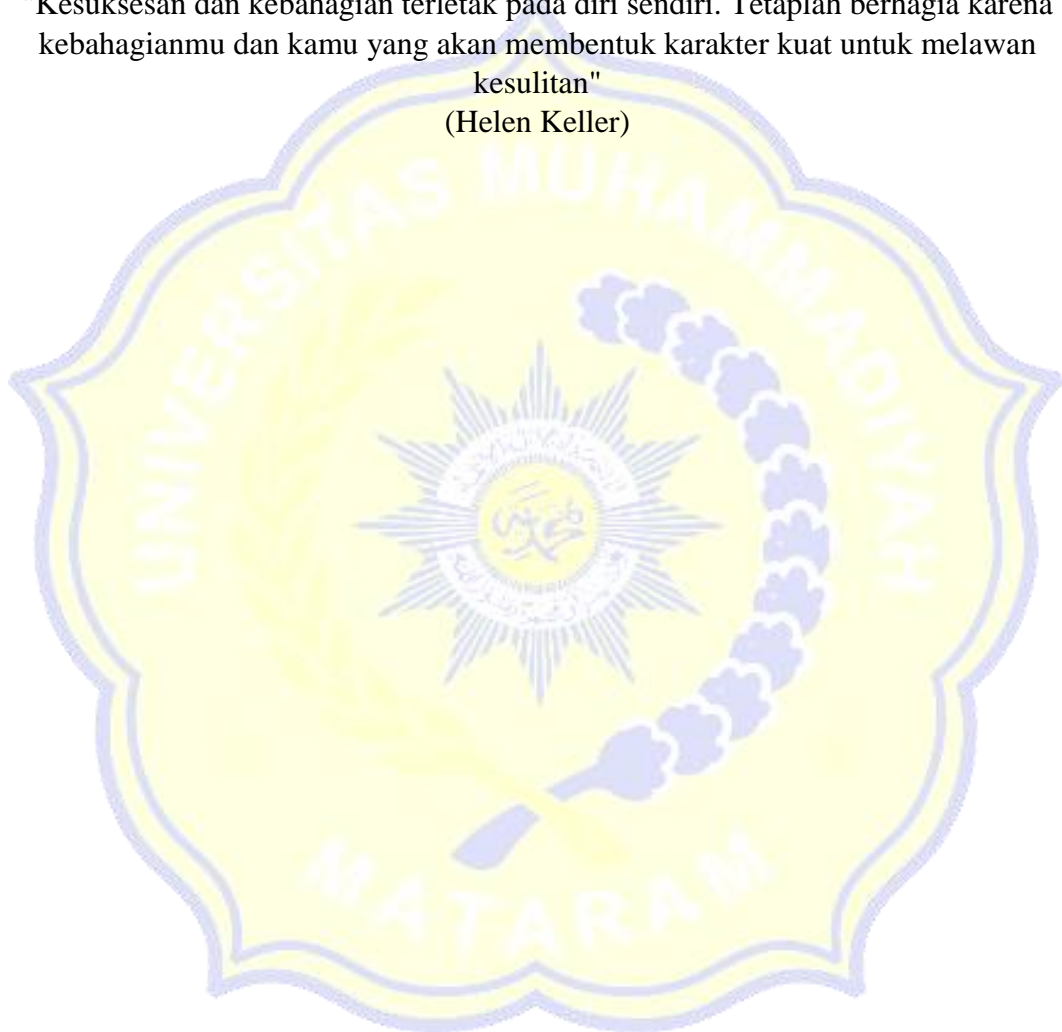 "Kesuksesan dan kebahagian terletak pada diri sendiri. Tetaplah berhagia karena
kebahagianmu dan kamu yang akan membentuk karakter kuat untuk melawan
kesulitan"
(Helen Keller)
UNIVERSITAS MUHAMMADIYAH
MATARAM